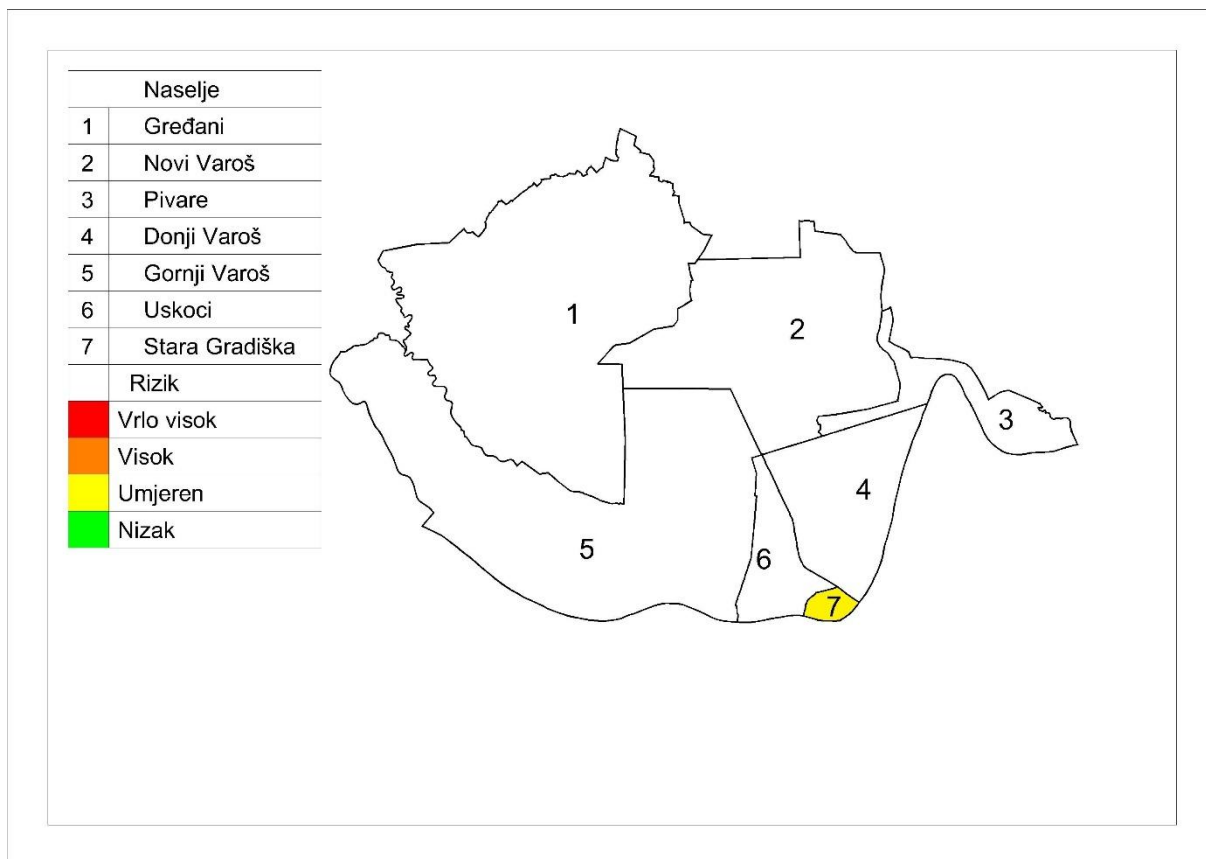 Naselje
1 Gređani
2 Novi Varoš
3 Pivare
4 Donji Varoš
5 Gornji Varoš
6 Uskoci
7 Stara Gradiška
Rizik
Vrlo visok
Visok
Umjeren
Nizak
1
2
3
4
5
6
7